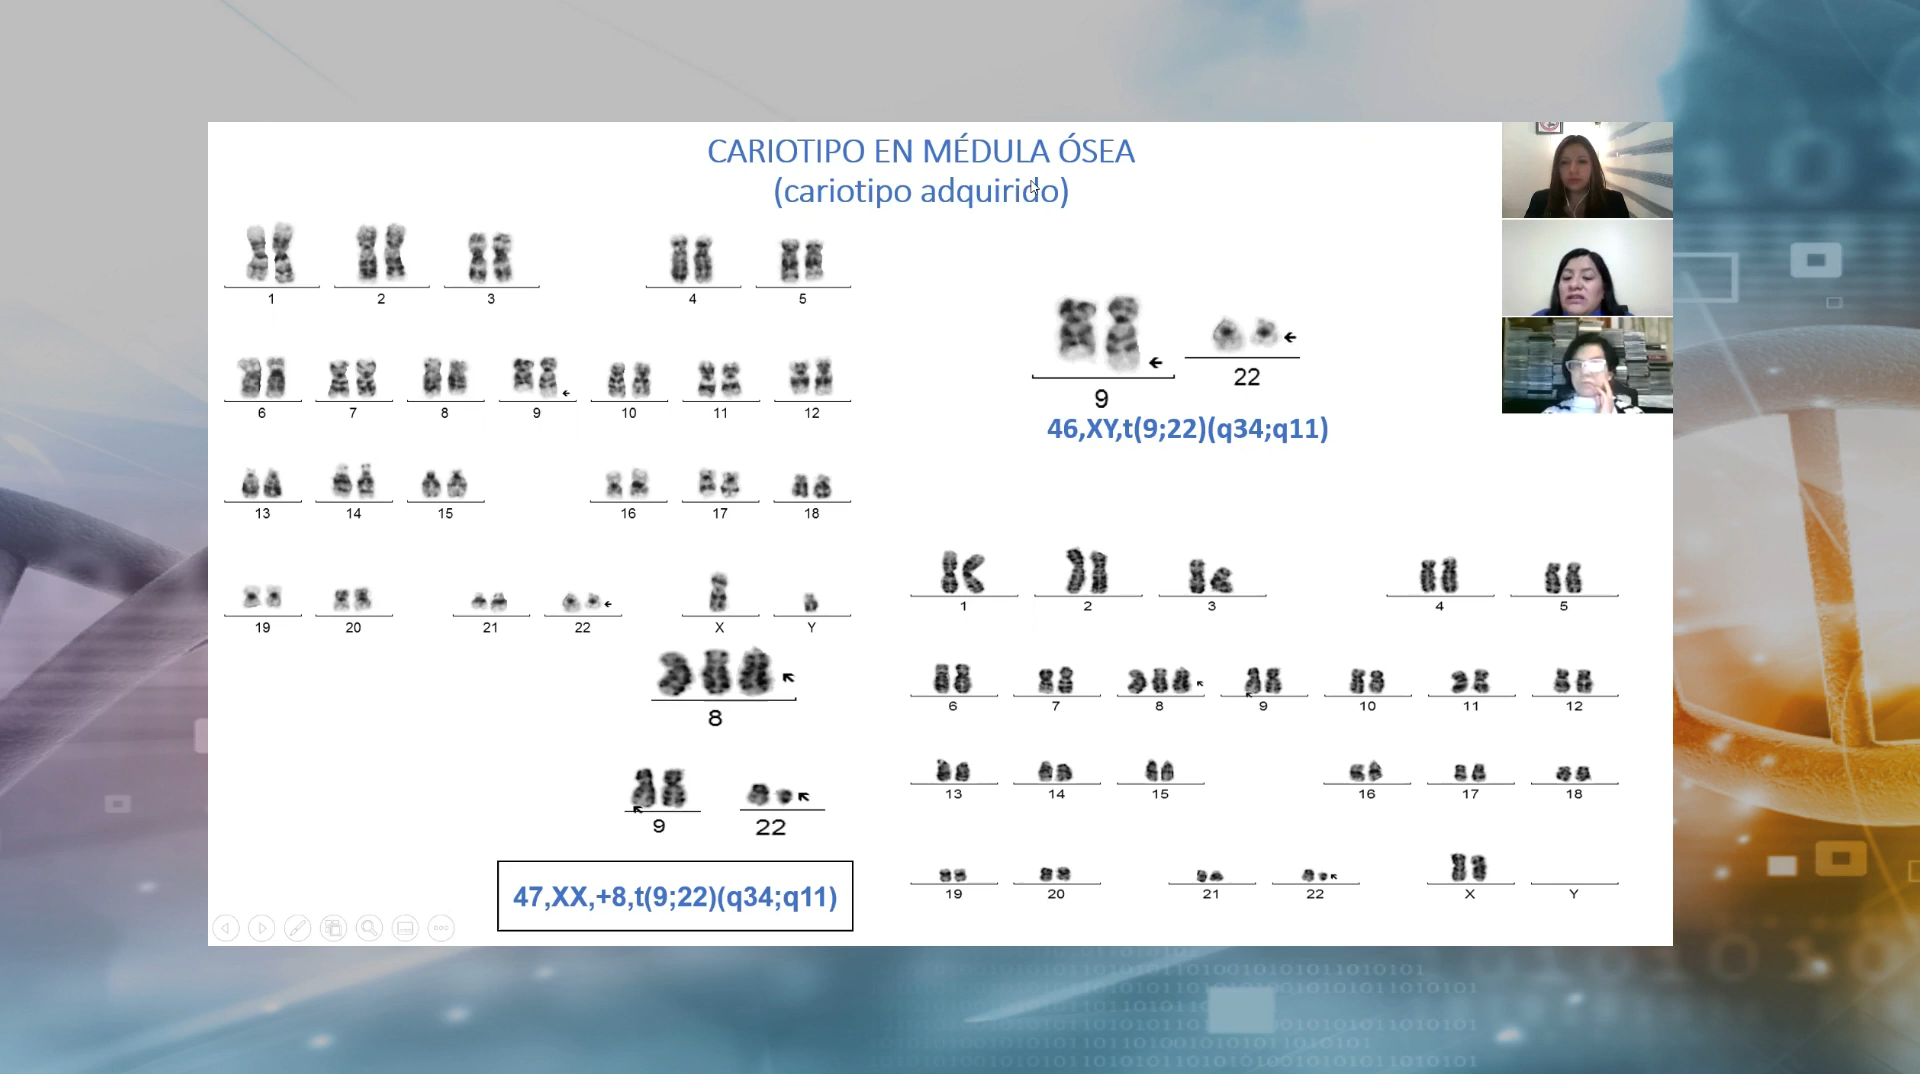 CARIOTIPO EN MÉDULA ÓSEA
(cariotipo adquirido)
1 2 3 4 5
6 7 8 9 10 11 12
13 14 15 16 17 18
19 20 21 22 X Y
9 22
46,XY,t(9;22)(q34;q11)
8
9 22
47,XX,+8,t(9;22)(q34;q11)
1 2 3 4 5
6 7 8 9 10 11 12
13 14 15 16 17 18
19 20 21 22 X Y